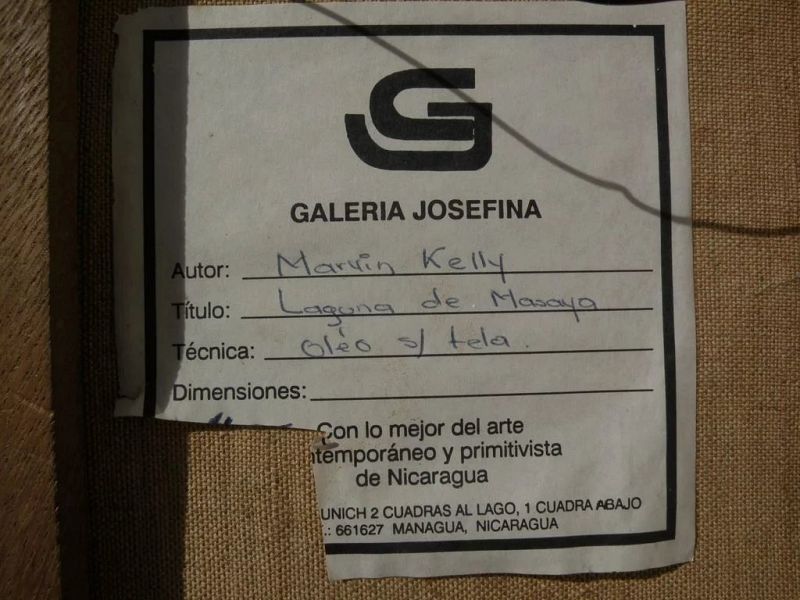 GALERIA JOSEFINA
Autor: Marvin Kelly
Título: Laguna de Masaya
Técnica: Oléo s/ tela.
Dimensiones:
Con lo mejor del arte
ntemporáneo y primitivista
de Nicaragua
UNICH 2 CUADRAS AL LAGO, 1 CUADRA ABAJO
.: 661627 MANAGUA, NICARAGUA